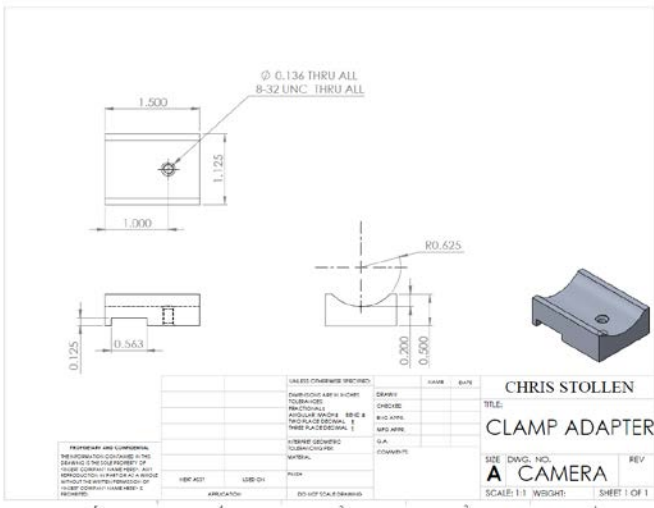 Ø 0.136 THRU ALL
8-32 UNC THRU ALL
1.500
1.125
1.000
R0.625
0.125
0.563
0.200
0.500
UNLESS OTHERWISE SPECIFIED:
DIMENSIONS ARE IN INCHES
TOLERANCES:
FRACTIONAL±
ANGULAR: MACH± BEND ±
TWO PLACE DECIMAL ±
THREE PLACE DECIMAL ±
INTERPRET GEOMETRIC
TOLERANCING PER:
MATERIAL
FINISH
DO NOT SCALE DRAWING
NAME DATE
DRAWN
CHECKED
ENG APPR.
MFG APPR.
Q.A.
COMMENTS:
PROPRIETARY AND CONFIDENTIAL
THE INFORMATION CONTAINED IN THIS
DRAWING IS THE SOLE PROPERTY OF
<INSERT COMPANY NAME HERE>. ANY
REPRODUCTION IN PART OR AS A WHOLE
WITHOUT THE WRITTEN PERMISSION OF
<INSERT COMPANY NAME HERE> IS
PROHIBITED.
NEXT ASSY USED ON
APPLICATION
CHRIS STOLLEN
TITLE:
CLAMP ADAPTER
SIZE DWG. NO. REV
A CAMERA
SCALE: 1:1 WEIGHT: SHEET 1 OF 1